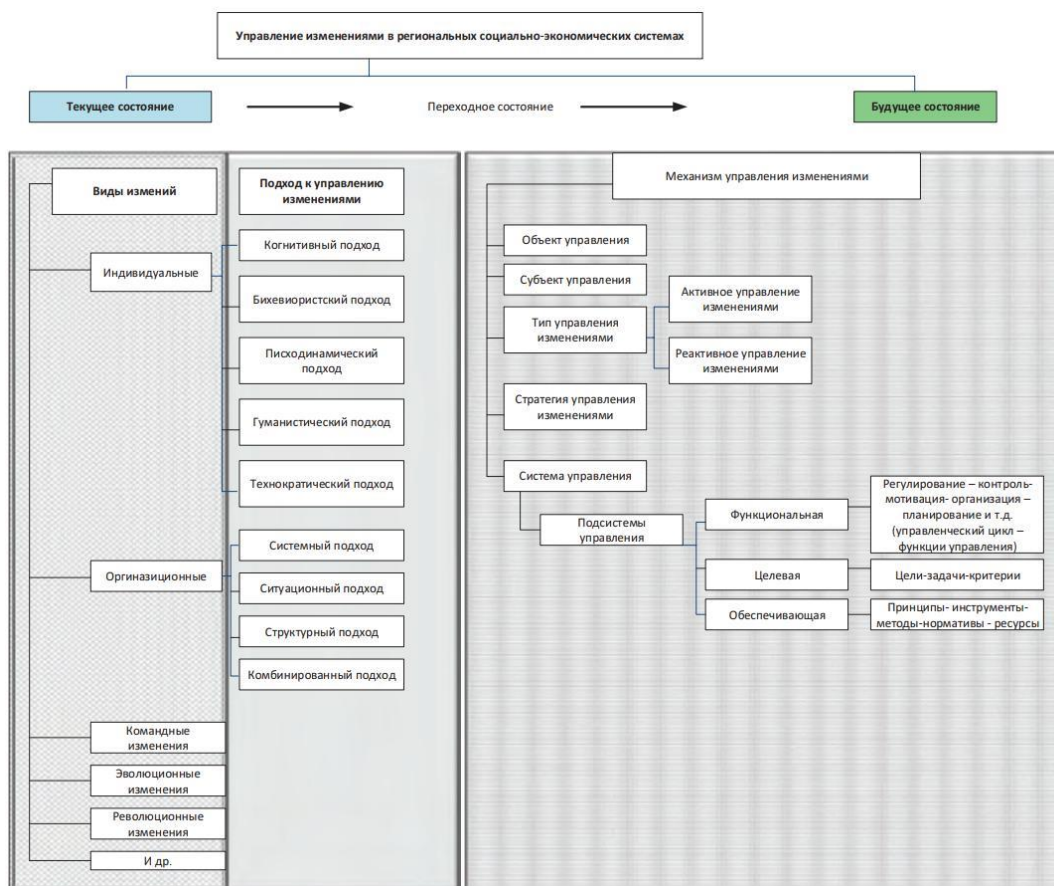 Управление изменениями в региональных социально-экономических системах
Текущее состояние
Переходное состояние
Будущее состояние
Виды измений
Подход к управлению
изменениями
Индивидуальные
Когнитивный подход
Бихевиористский подход
Писходинамический
подход
Гуманистический подход
Технократический подход
Оргиназиционные
Системный подход
Ситуационный подход
Структурный подход
Комбинированный подход
Командные
изменения
Эволюционные
изменения
Революционные
изменения
И др.
Механизм управления изменениями
Объект управления
Субъект управления
Тип управления
изменениями
Активное управление
изменениями
Реактивное управление
изменениями
Стратегия управления
изменениями
Система управления
Подсистемы
управления
Функциональная
Регулирование – контроль-
мотивация- организация –
планирование и т.д.
(управленческий цикл –
функции управления)
Целевая
Цели-задачи-критерии
Обеспечивающая
Принципы- инструменты-
методы-нормативы - ресурсы